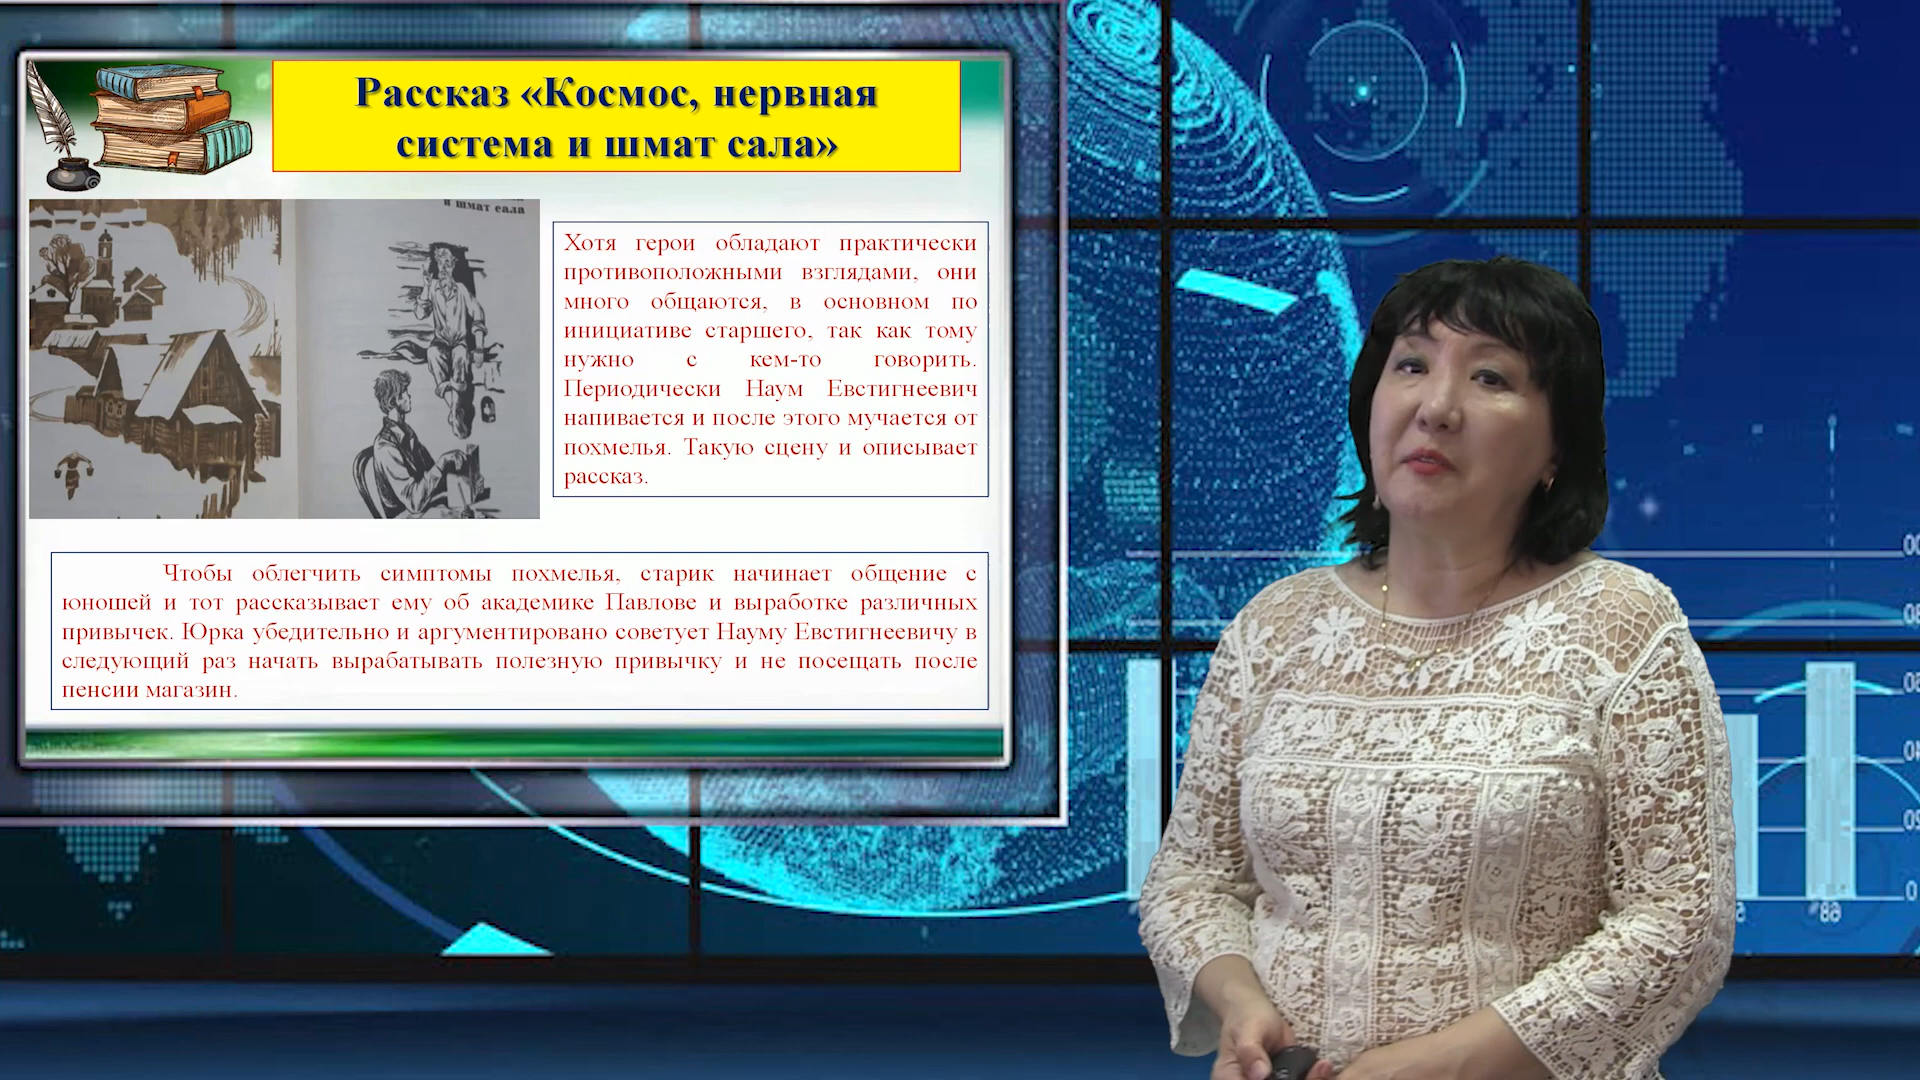 Рассказ «Космос, нервная
система и шмат сала»
и шмат сала
Хотя герои обладают практически
противоположными взглядами, они
много общаются, в основном по
инициативе старшего, так как тому
нужно с кем-то говорить.
Периодически Наум Евстигнеевич
напивается и после этого мучается от
похмелья. Такую сцену и описывает
рассказ.
Чтобы облегчить симптомы похмелья, старик начинает общение с
юношей и тот рассказывает ему об академике Павлове и выработке различных
привычек. Юрка убедительно и аргументировано советует Науму Евстигнеевичу в
следующий раз начать вырабатывать полезную привычку и не посещать после
пенсии магазин.